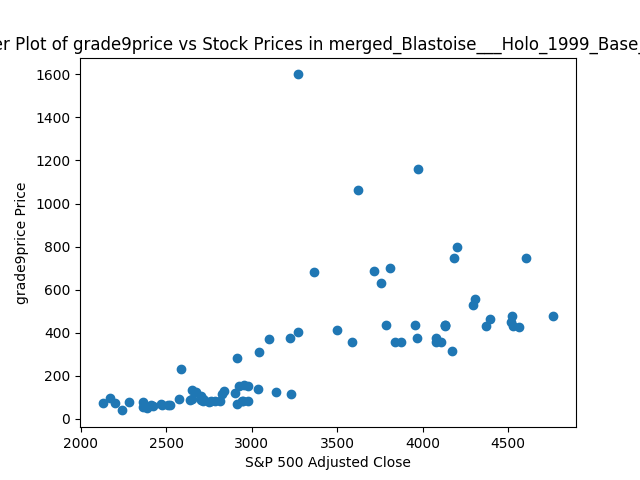 er Plot of grade9price vs Stock Prices in merged_Blastoise___Holo_1999_Base_
1600
1400
1200
1000
800
600
400
200
0
grade9price Price
2000 2500 3000 3500 4000 4500
S&P 500 Adjusted Close